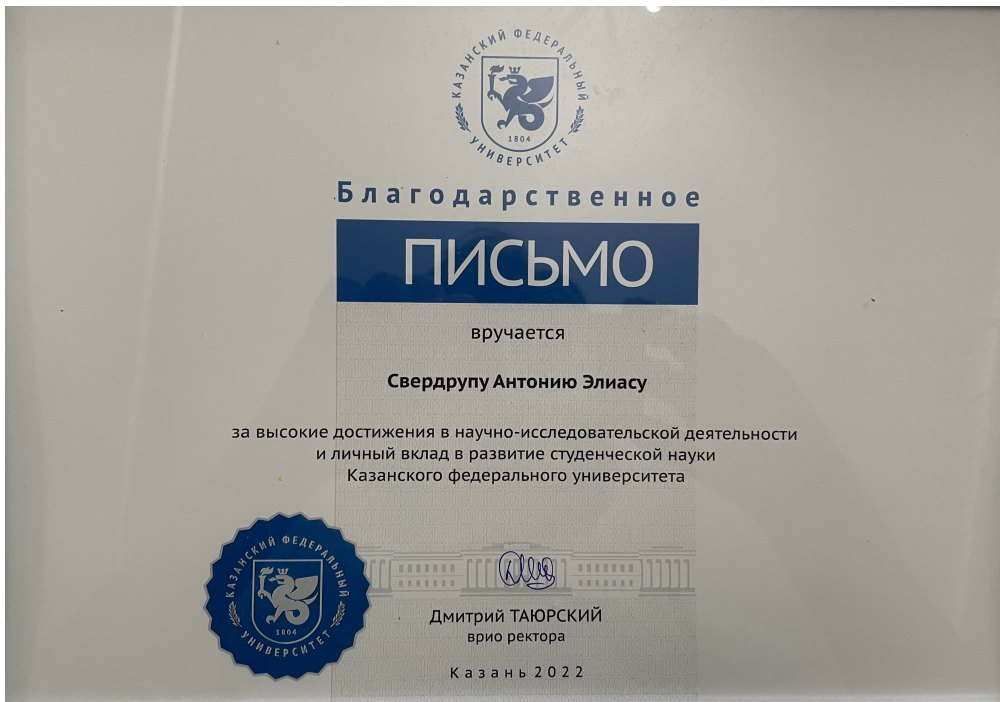 КАЗАНСКИЙ ФЕДЕРАЛЬНЫЙ
УНИВЕРСИТЕТ
1804
Благодарственное
ПИСЬМО
вручается
Свердрупу Антонию Элиасу
за высокие достижения в научно-исследовательской деятельности
и личный вклад в развитие студенческой науки
Казанского федерального университета
КАЗАНСКИЙ ФЕДЕРАЛЬНЫЙ
УНИВЕРСИТЕТ
1804
Дмитрий ТАЮРСКИЙ
врио ректора
Казань 2022